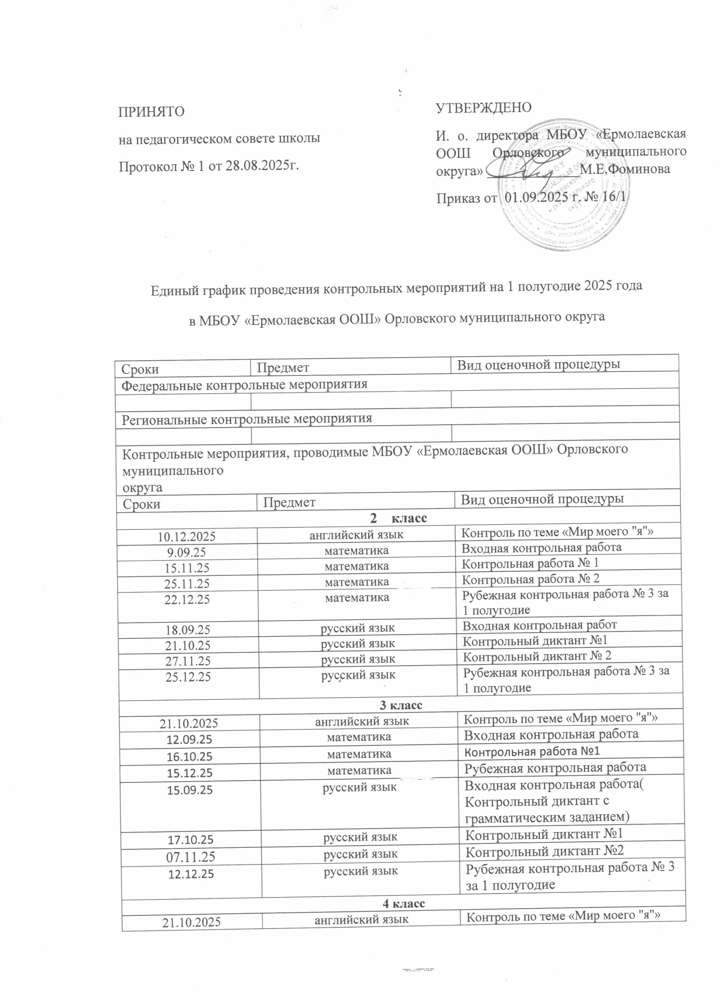 ПРИНЯТО
на педагогическом совете школы
Протокол № 1 от 28.08.2025г.
УТВЕРЖДЕНО
И. о. директора МБОУ «Ермолаевская
ООШ Орловского муниципального
округа» ______________М.Е.Фоминова
Приказ от 01.09.2025 г. № 16/1
Единый график проведения контрольных мероприятий на 1 полугодие 2025 года
в МБОУ «Ермолаевская ООШ» Орловского муниципального округа
Сроки Предмет Вид оценочной процедуры
Федеральные контрольные мероприятия
Региональные контрольные мероприятия
Контрольные мероприятия, проводимые МБОУ «Ермолаевская ООШ» Орловского
муниципального
округа
Сроки Предмет Вид оценочной процедуры
2 класс
10.12.2025 английский язык Контроль по теме «Мир моего "я"»
9.09.25 математика Входная контрольная работа
15.11.25 математика Контрольная работа № 1
25.11.25 математика Контрольная работа № 2
22.12.25 математика Рубежная контрольная работа № 3 за
1 полугодие
18.09.25 русский язык Входная контрольная работ
21.10.25 русский язык Контрольный диктант №1
27.11.25 русский язык Контрольный диктант № 2
25.12.25 русский язык Рубежная контрольная работа № 3 за
1 полугодие
3 класс
21.10.2025 английский язык Контроль по теме «Мир моего "я"»
12.09.25 математика Входная контрольная работа
16.10.25 математика Контрольная работа №1
15.12.25 математика Рубежная контрольная работа
15.09.25 русский язык Входная контрольная работа(
Контрольный диктант с
грамматическим заданием)
17.10.25 русский язык Контрольный диктант №1
07.11.25 русский язык Контрольный диктант №2
12.12.25 русский язык Рубежная контрольная работа № 3
за 1 полугодие
4 класс
21.10.2025 английский язык Контроль по теме «Мир моего "я"»